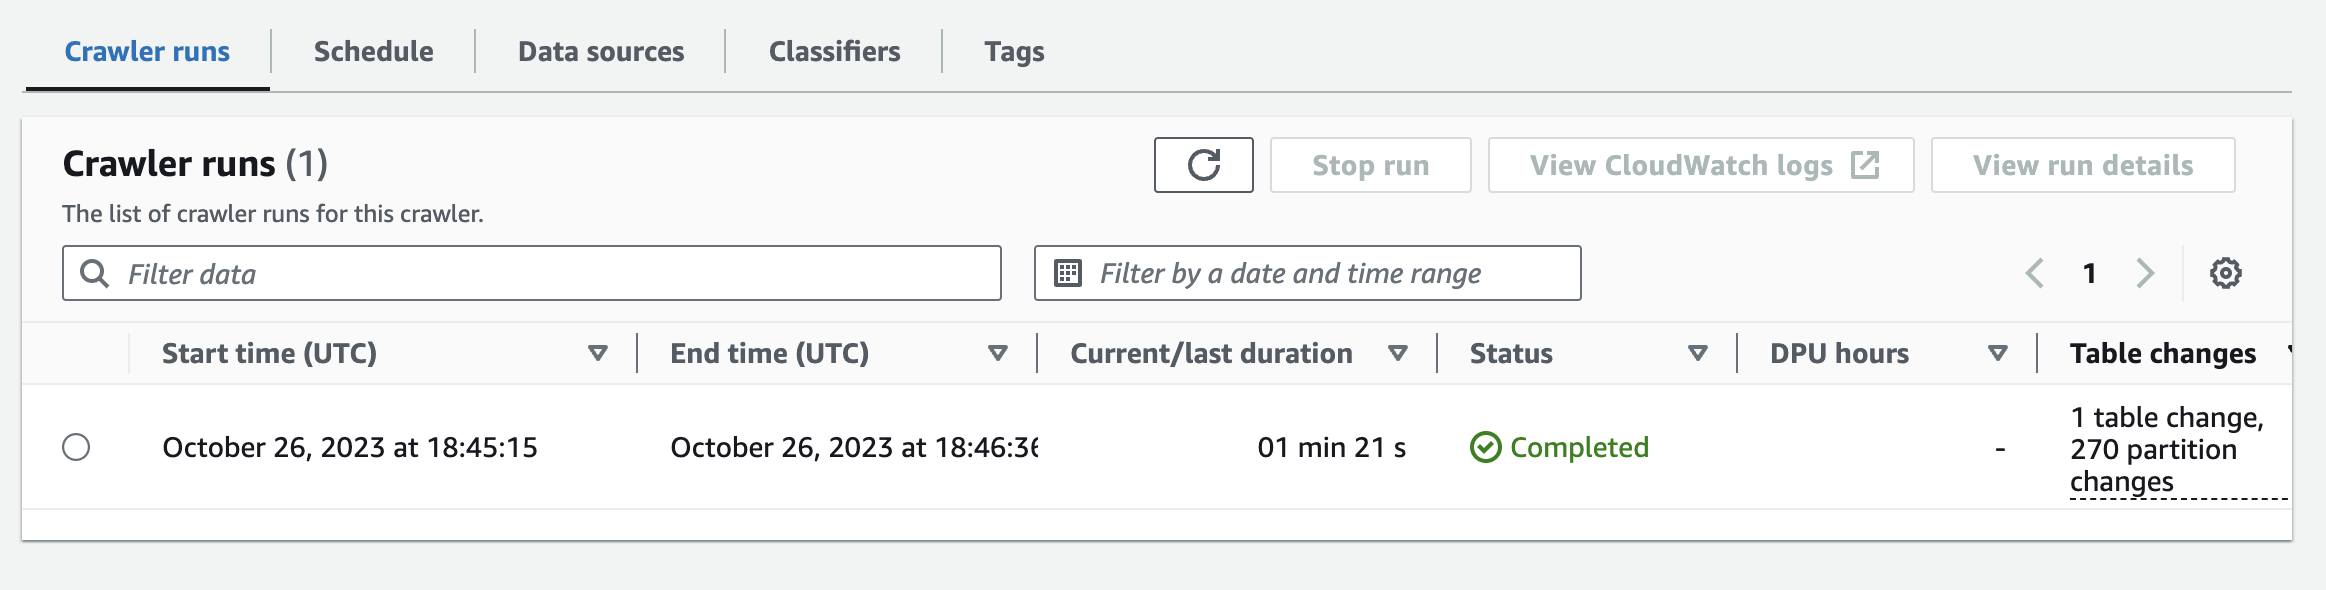 Crawler runs
Schedule
Data sources
Classifiers
Tags
Crawler runs (1)
Stop run
View CloudWatch logs
View run details
The list of crawler runs for this crawler.
Filter data
Filter by a date and time range
1
Start time (UTC)
End time (UTC)
Current/last duration
Status
DPU hours
Table changes
October 26, 2023 at 18:45:15
October 26, 2023 at 18:46:36
01 min 21 s
Completed
-
1 table change,
270 partition
changes